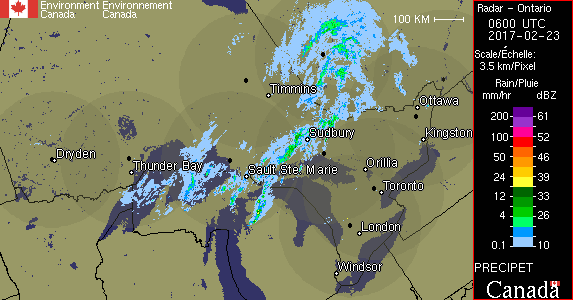 Environment Environnement
Canada Canada
100 KM
Timmins
Ottawa
Sudbury
Kingston
Dryden
Thunder Bay
Sault Ste. Marie
Orillia
Toronto
London
Windsor
Radar - Ontario
0600 UTC
2017-02-23
Scale/Échelle:
3.5 km/Pixel
Rain/Pluie
mm/hr dBZ
200 61
100 52
50 46
24 39
12 33
4 26
0.1 10
PRECIPET
Canada